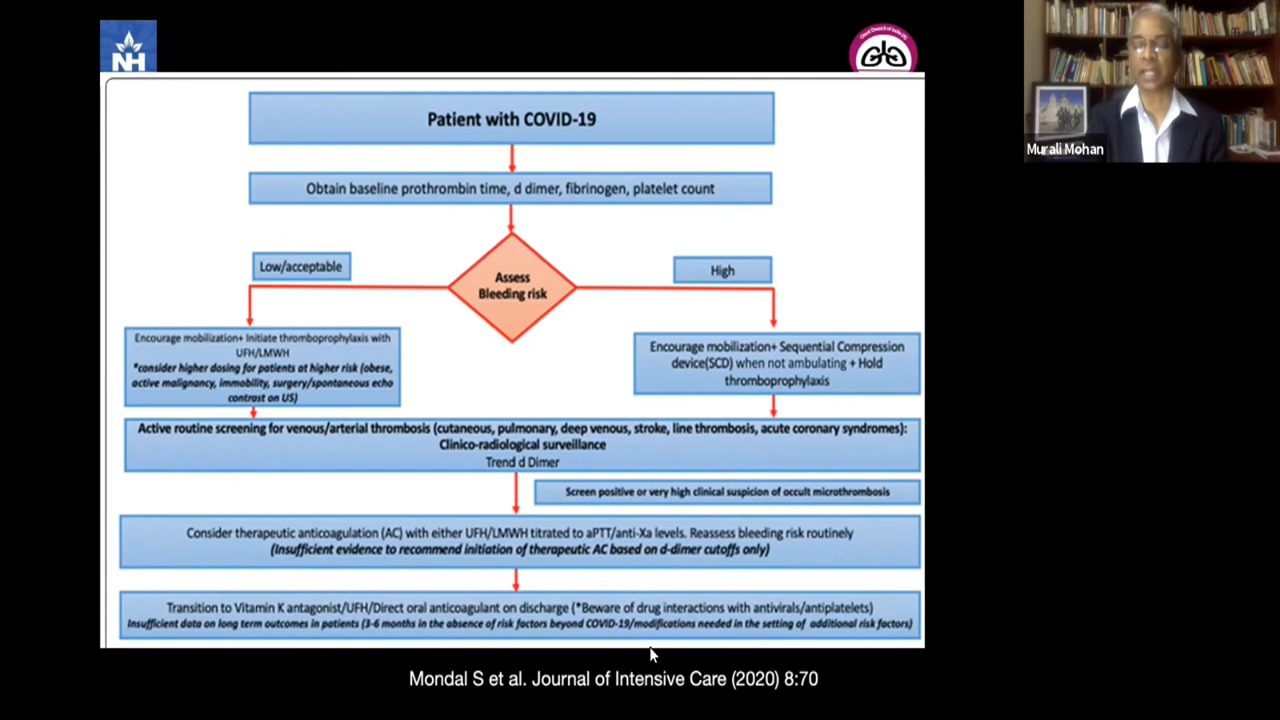 NH
Chest Council of India
Murali Mohan
Patient with COVID-19
Obtain baseline prothrombin time, d dimer, fibrinogen, platelet count
Low/acceptable
Assess
Bleeding risk
High
Encourage mobilization+ Initiate thromboprophylaxis with
UFH/LMWH
*consider higher dosing for patients at higher risk (obese,
active malignancy, immobility, surgery/spontaneous echo
contrast on US)
Encourage mobilization+ Sequential Compression
device(SCD) when not ambulating + Hold
thromboprophylaxis
Active routine screening for venous/arterial thrombosis (cutaneous, pulmonary, deep venous, stroke, line thrombosis, acute coronary syndromes):
Clinico-radiological surveillance
Trend d Dimer
Screen positive or very high clinical suspicion of occult microthrombosis
Consider therapeutic anticoagulation (AC) with either UFH/LMWH titrated to aPTT/anti-Xa levels. Reassess bleeding risk routinely
(Insufficient evidence to recommend initiation of therapeutic AC based on d-dimer cutoffs only)
Transition to Vitamin K antagonist/UFH/Direct oral anticoagulant on discharge (*Beware of drug interactions with antivirals/antiplatelets)
Insufficient data on long term outcomes in patients (3-6 months in the absence of risk factors beyond COVID-19/modifications needed in the setting of additional risk factors)
Mondal S et al. Journal of Intensive Care (2020) 8:70